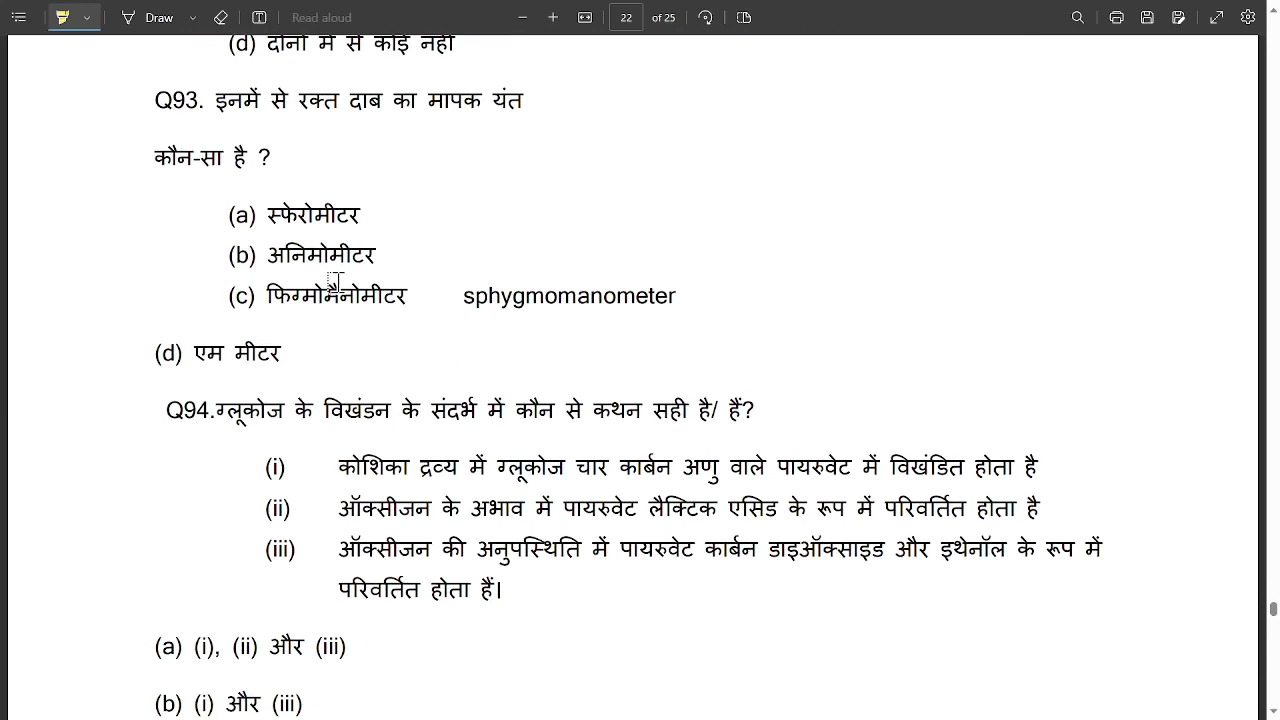 Draw
Read aloud
22 of 25
(d) दोनों में से कोई नहीं
Q93. इनमें से रक्त दाब का मापक यंत
कौन-सा है ?
(a) स्फेरोमीटर
(b) अनिमोमीटर
(c) फिग्मोमैनोमीटर sphygmomanometer
(d) एम मीटर
Q94.ग्लूकोज के विखंडन के संदर्भ में कौन से कथन सही है/ हैं?
(i) कोशिका द्रव्य में ग्लूकोज चार कार्बन अणु वाले पायरुवेट में विखंडित होता है
(ii) ऑक्सीजन के अभाव में पायरुवेट लैक्टिक एसिड के रूप में परिवर्तित होता है
(iii) ऑक्सीजन की अनुपस्थिति में पायरुवेट कार्बन डाइऑक्साइड और इथेनॉल के रूप में
परिवर्तित होता हैं।
(a) (i), (ii) और (iii)
(b) (i) और (iii)